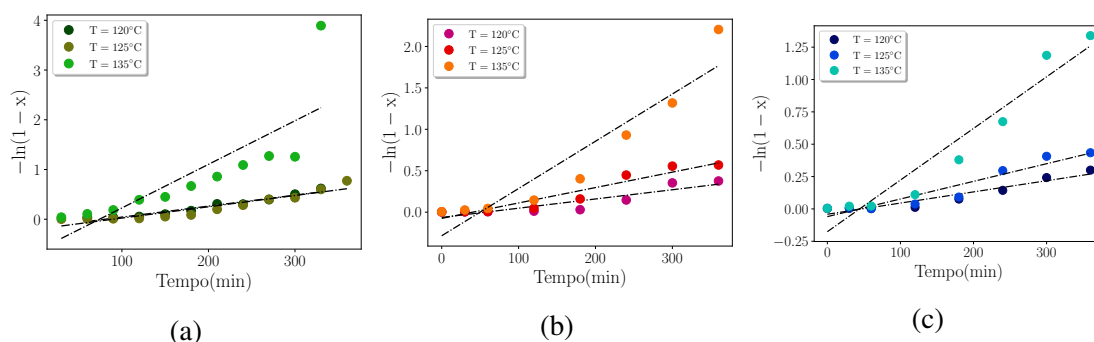 4
3
2
1
0
T = 120°C
T = 125°C
T = 135°C
−ln(1 − x)
100
200
300
Tempo(min)
(a)
2.0
1.5
1.0
0.5
0.0
T = 120°C
T = 125°C
T = 135°C
−ln(1 − x)
0
100
200
300
Tempo(min)
(b)
1.25
1.00
0.75
0.50
0.25
0.00
−0.25
T = 120°C
T = 125°C
T = 135°C
−ln(1 − x)
0
100
200
300
Tempo(min)
(c)